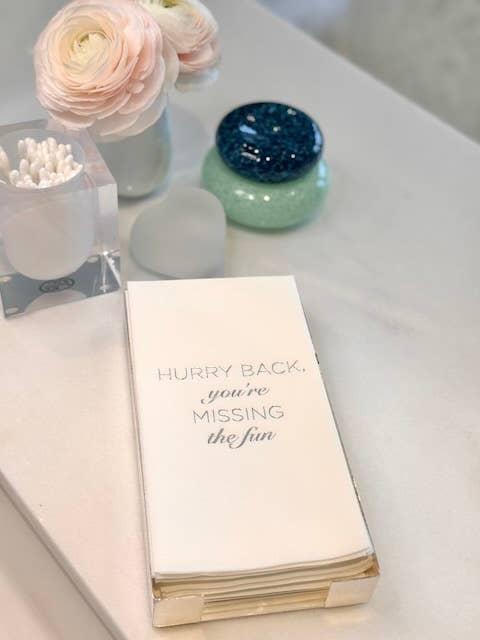 HURRY BACK,
you're
MISSING
the fun